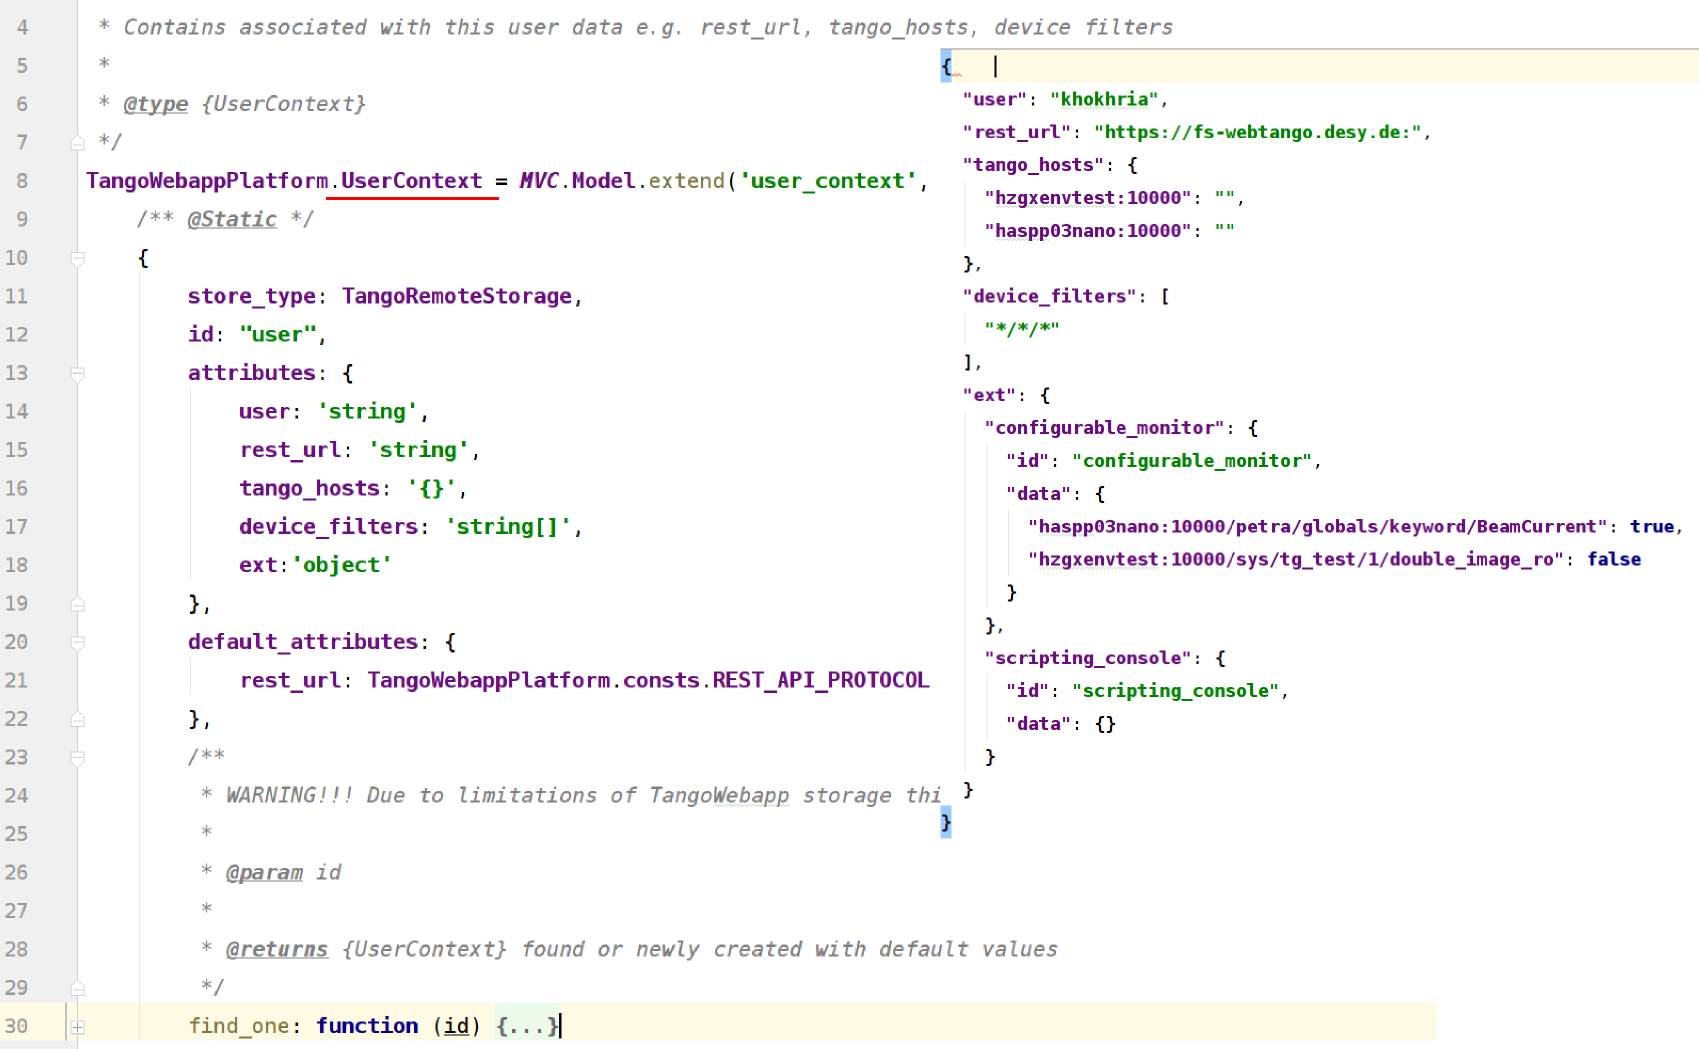 4 * Contains associated with this user data e.g. rest_url, tango_hosts, device filters
5 *
6 * @type {UserContext}
7 */
8 TangoWebappPlatform.UserContext = MVC.Model.extend('user_context',
9 /** @Static */
10 {
11 store_type: TangoRemoteStorage,
12 id: "user",
13 attributes: {
14 user: 'string',
15 rest_url: 'string',
16 tango_hosts: '{}',
17 device_filters: 'string[]',
18 ext:'object'
19 },
20 default_attributes: {
21 rest_url: TangoWebappPlatform.consts.REST_API_PROTOCOL
22 },
23 /**
24 * WARNING!!! Due to limitations of TangoWebapp storage thi
25 *
26 * @param id
27 *
28 * @returns {UserContext} found or newly created with default values
29 */
30 find_one: function (id) {...}
{
"user": "khokhria",
"rest_url": "https://fs-webtango.desy.de:",
"tango_hosts": {
"hzgxenvtest:10000": "",
"haspp03nano:10000": ""
},
"device_filters": [
"*/*/*"
],
"ext": {
"configurable_monitor": {
"id": "configurable_monitor",
"data": {
"haspp03nano:10000/petra/globals/keyword/BeamCurrent": true,
"hzgxenvtest:10000/sys/tg_test/1/double_image_ro": false
}
},
"scripting_console": {
"id": "scripting_console",
"data": {}
}
}
}